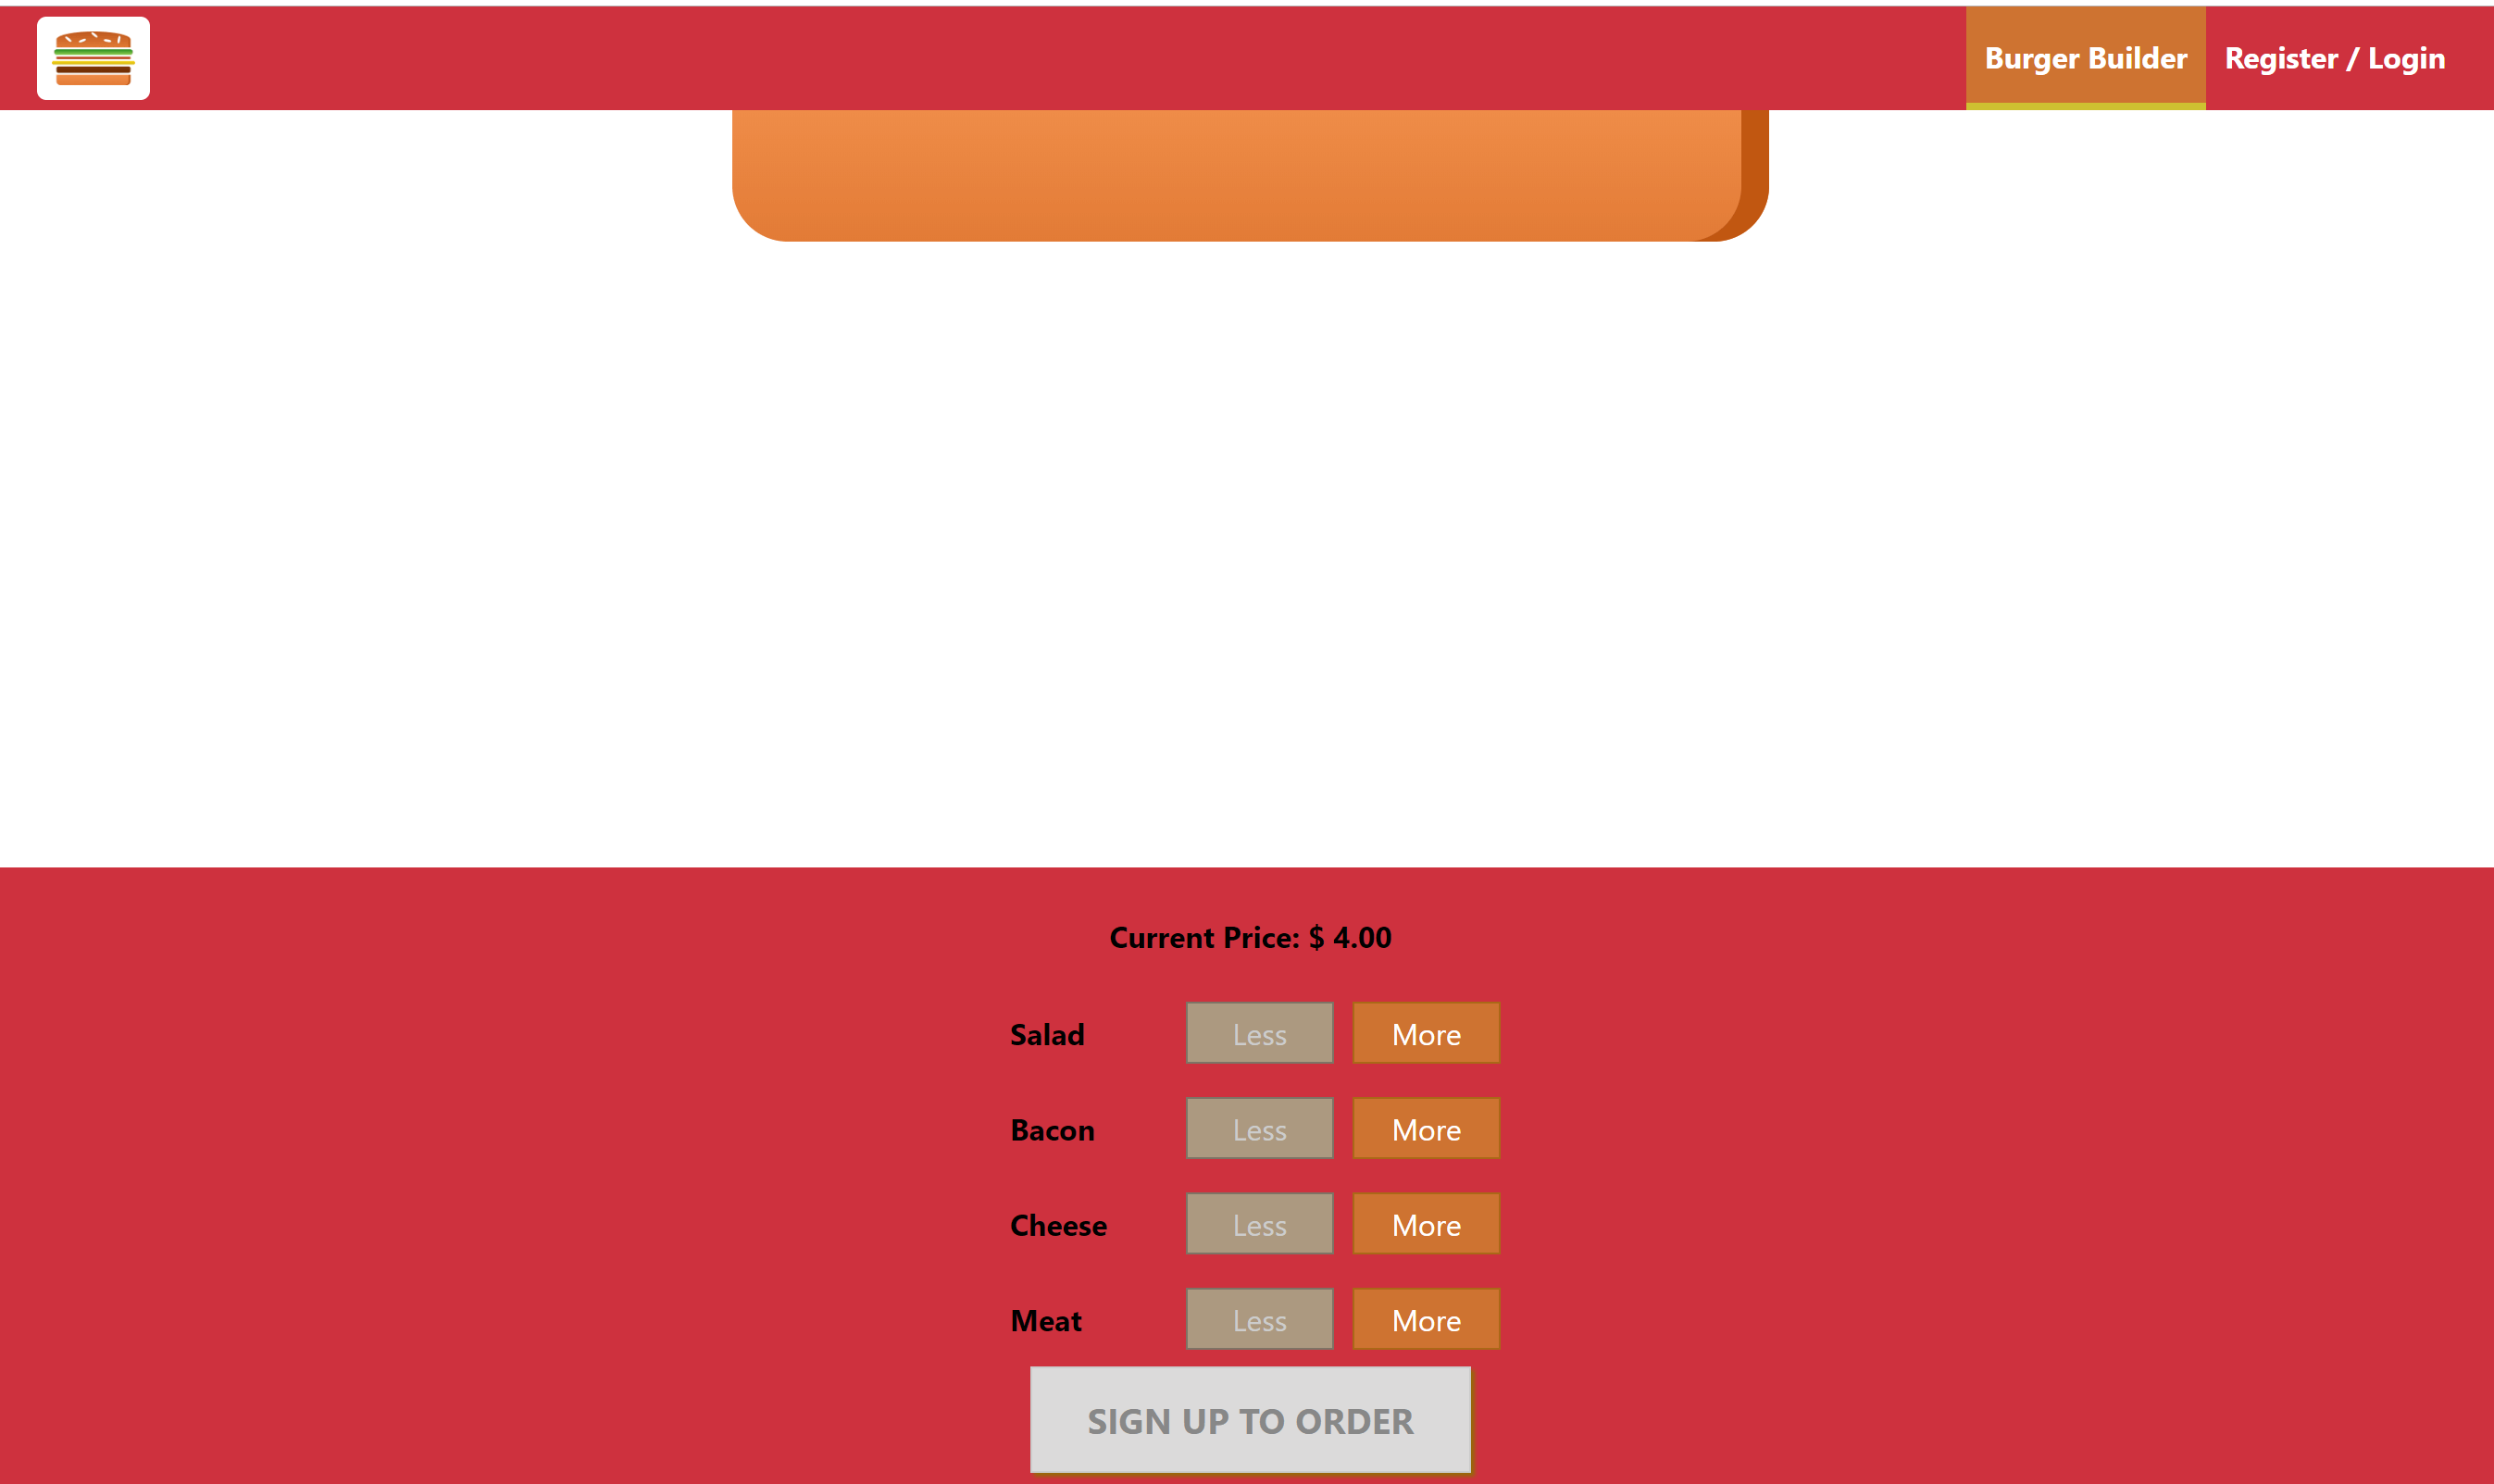 Burger Builder Register / Login
Current Price: $ 4.00
Salad Less More
Bacon Less More
Cheese Less More
Meat Less More
SIGN UP TO ORDER